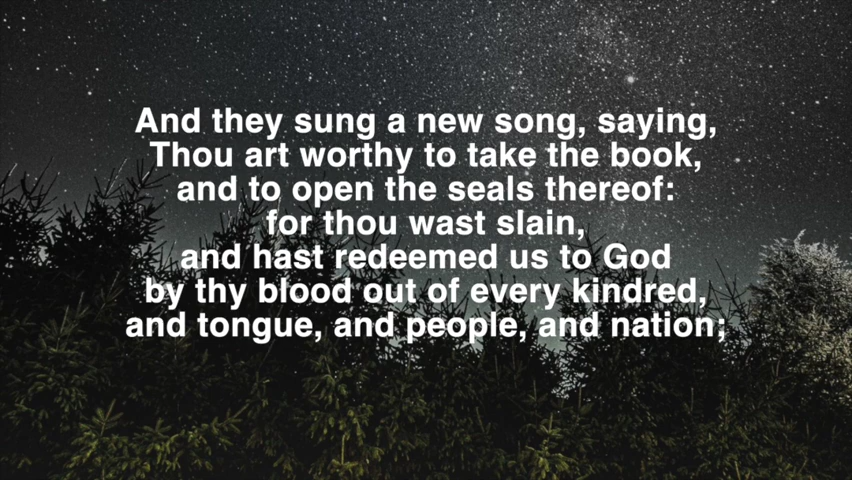 And they sung a new song, saying,
Thou art worthy to take the book,
and to open the seals thereof:
for thou wast slain,
and hast redeemed us to God
by thy blood out of every kindred,
and tongue, and people, and nation;